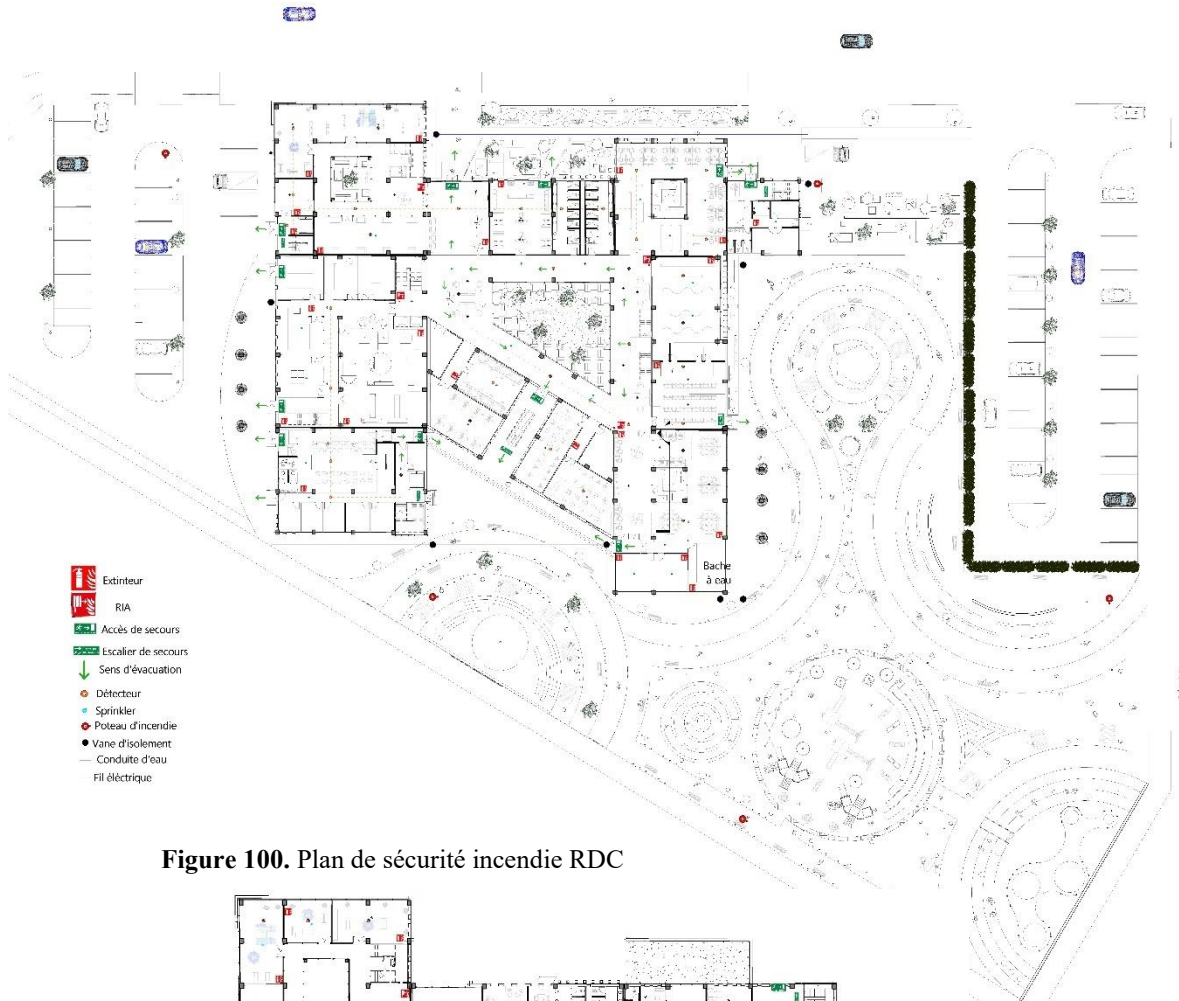 Bache
à eau
Extinteur
RIA
Accès de secours
Escalier de secours
Sens d'évacuation
Détecteur
Sprinkler
Poteau d'incendie
Vane d'isolement
Conduite d'eau
Fil éléctrique
Figure 100. Plan de sécurité incendie RDC